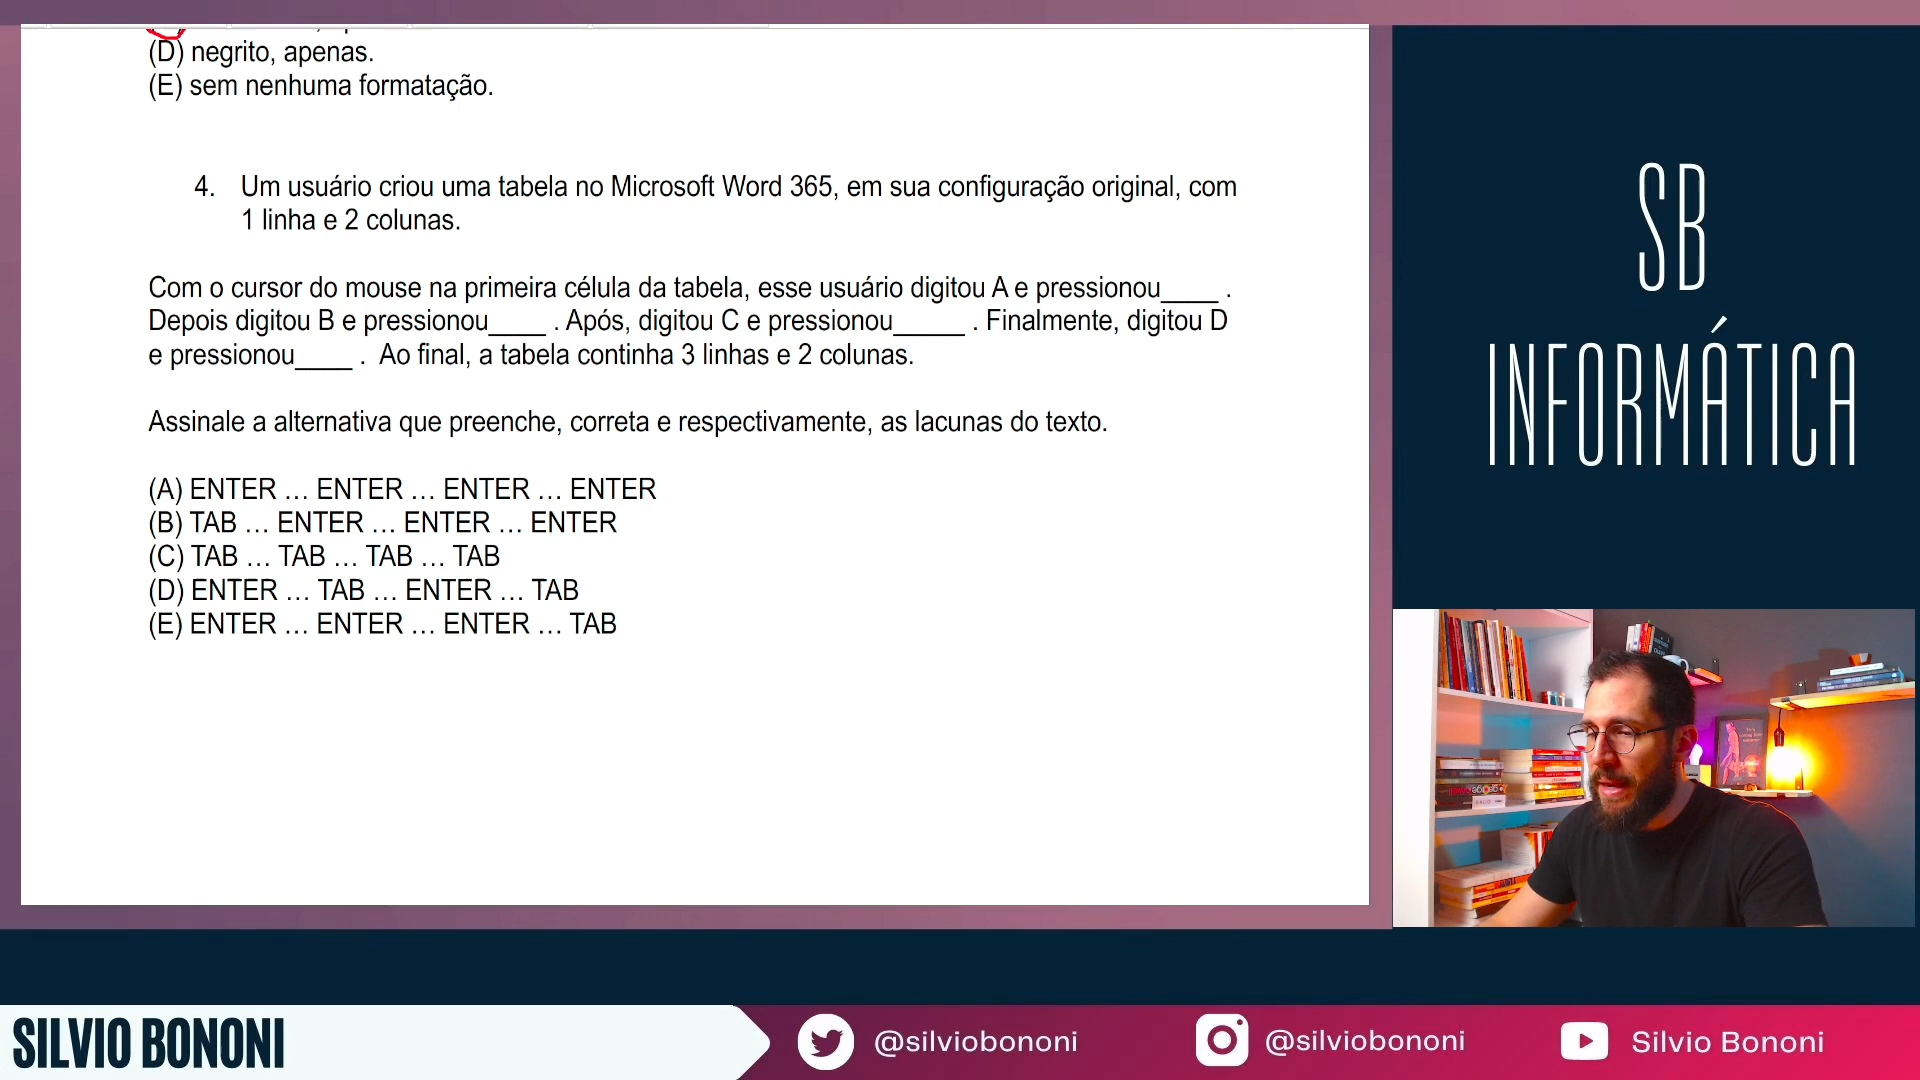 (D) negrito, apenas.
(E) sem nenhuma formatação.
4. Um usuário criou uma tabela no Microsoft Word 365, em sua configuração original, com
1 linha e 2 colunas.
Com o cursor do mouse na primeira célula da tabela, esse usuário digitou A e pressionou____ .
Depois digitou B e pressionou____ . Após, digitou C e pressionou_____ . Finalmente, digitou D
e pressionou____ . Ao final, a tabela continha 3 linhas e 2 colunas.
Assinale a alternativa que preenche, correta e respectivamente, as lacunas do texto.
(A) ENTER … ENTER … ENTER … ENTER
(B) TAB … ENTER … ENTER … ENTER
(C) TAB … TAB … TAB … TAB
(D) ENTER … TAB … ENTER … TAB
(E) ENTER … ENTER … ENTER … TAB
SB
INFORMÁTICA
SILVIO BONONI
@silviobononi
@silviobononi
Silvio Bononi